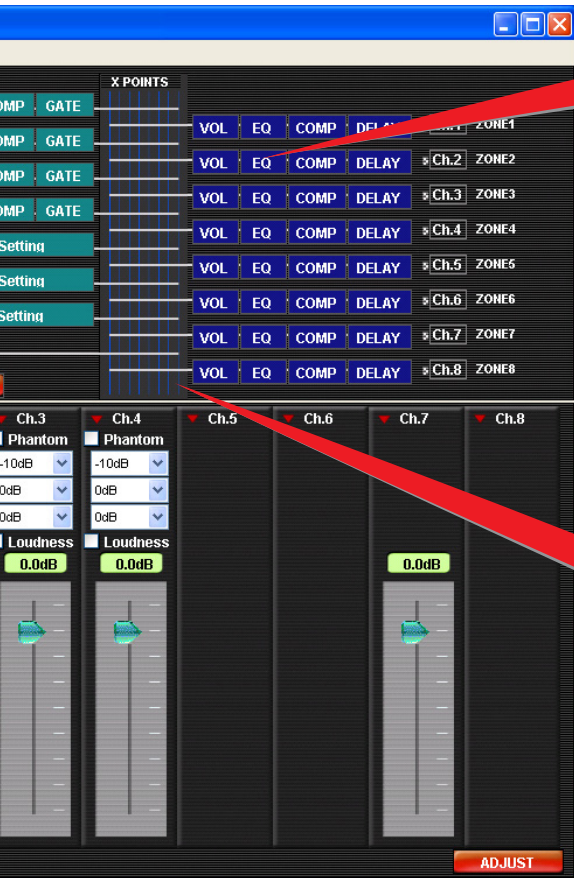 X POINTS
OMP GATE
VOL EQ COMP DELAY Ch.1 ZONE1
OMP GATE
VOL EQ COMP DELAY Ch.2 ZONE2
OMP GATE
VOL EQ COMP DELAY Ch.3 ZONE3
OMP GATE
VOL EQ COMP DELAY Ch.4 ZONE4
Setting
VOL EQ COMP DELAY Ch.5 ZONE5
Setting
VOL EQ COMP DELAY Ch.6 ZONE6
Setting
VOL EQ COMP DELAY Ch.7 ZONE7
VOL EQ COMP DELAY Ch.8 ZONE8
Ch.3 Ch.4 Ch.5 Ch.6 Ch.7 Ch.8
Phantom Phantom
-10dB -10dB
0dB 0dB
0dB 0dB
Loudness Loudness
0.0dB 0.0dB 0.0dB
ADJUST